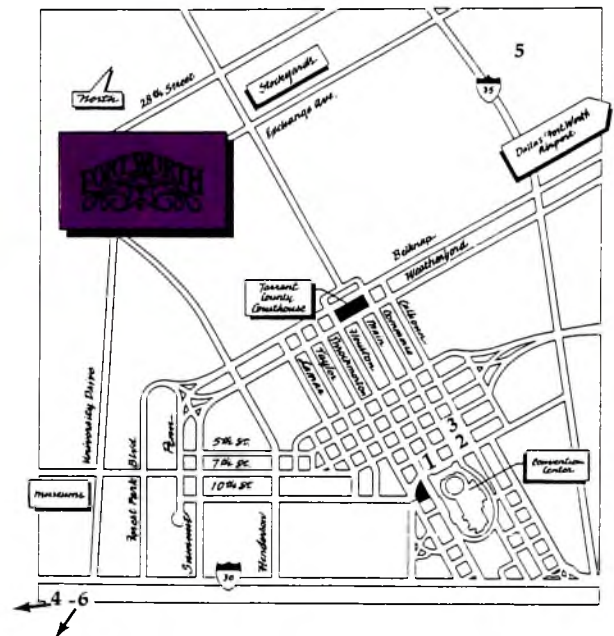 5
North
28th Street
Stockyards
Exchange Ave.
35
Dallas Fort Worth
Airport
FORT WORTH
Belknap
Weatherford
Tarrant
County
Courthouse
Calhoun
Commerce
Main
Houston
Throckmorton
Taylor
Lamar
University Drive
Forest Park Blvd
Penn
5th St.
7th St.
10th St.
3
2
1
Convention
Center
museums
Summit
Henderson
30
4 - 6